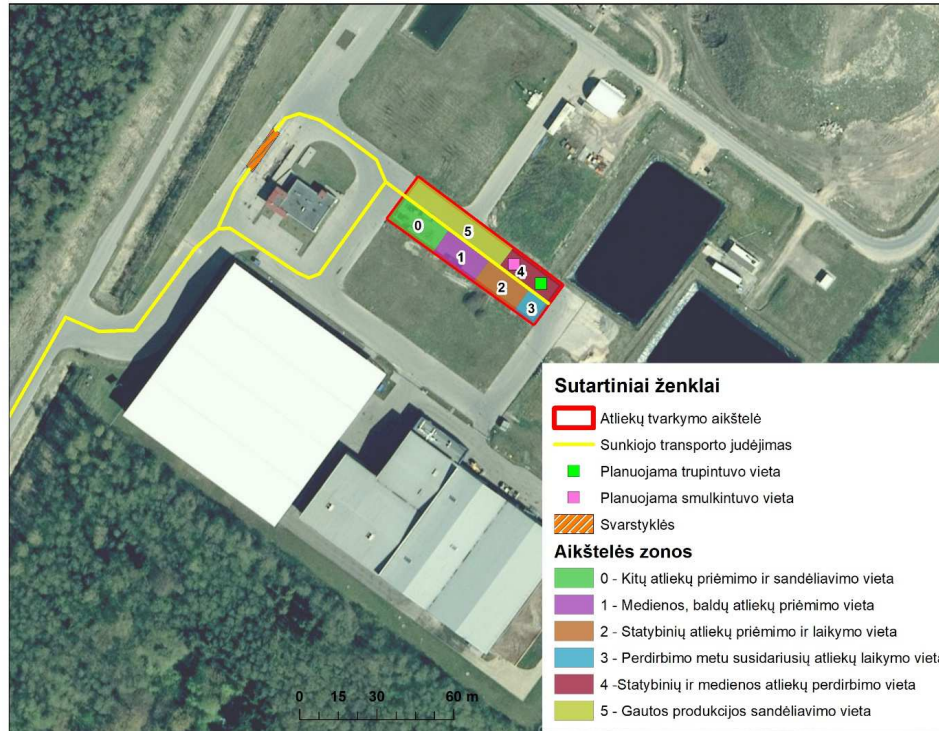 0
5
1
4
2
3
Sutartiniai ženklai
Atliekų tvarkymo aikštelė
Sunkiojo transporto judėjimas
Planuojama trupintuvo vieta
Planuojama smulkintuvo vieta
Svarstyklės
Aikštelės zonos
0 - Kitų atliekų priėmimo ir sandėliavimo vieta
1 - Medienos, baldų atliekų priėmimo vieta
2 - Statybinių atliekų priėmimo ir laikymo vieta
3 - Perdirbimo metu susidariusių atliekų laikymo vieta
4 -Statybinių ir medienos atliekų perdirbimo vieta
5 - Gautos produkcijos sandėliavimo vieta
0 15 30 60 m